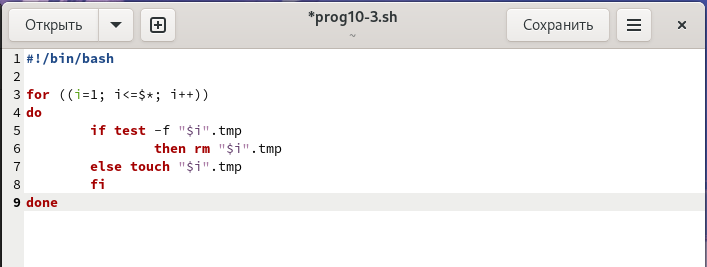 Открыть
*prog10-3.sh
~
Сохранить
1 #!/bin/bash
2
3 for ((i=1; i<=$*; i++))
4 do
5         if test -f "$i".tmp
6                 then rm "$i".tmp
7         else touch "$i".tmp
8         fi
9 done